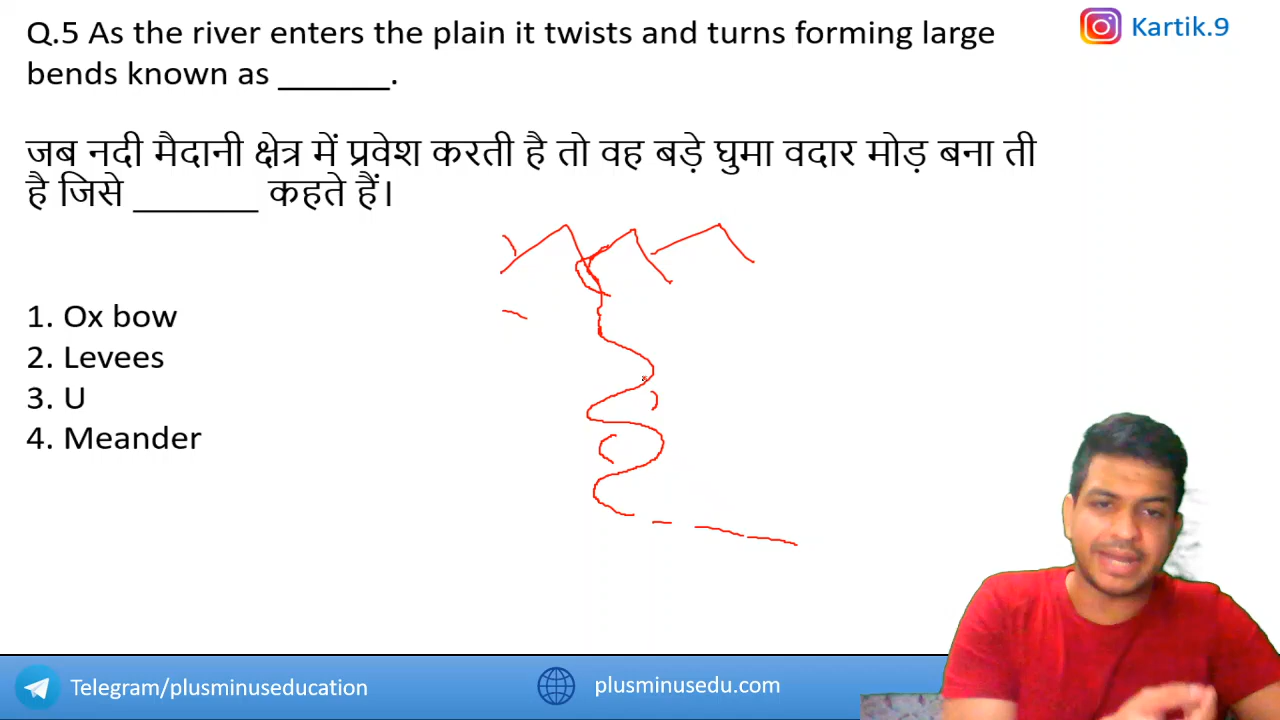 Q.5 As the river enters the plain it twists and turns forming large
bends known as ______.
Kartik.9
जब नदी मैदानी क्षेत्र में प्रवेश करती है तो वह बड़े घुमा वदार मोड़ बना ती
है जिसे _______ कहते हैं।
1. Ox bow
2. Levees
3. U
4. Meander
Telegram/plusminuseducation
plusminusedu.com